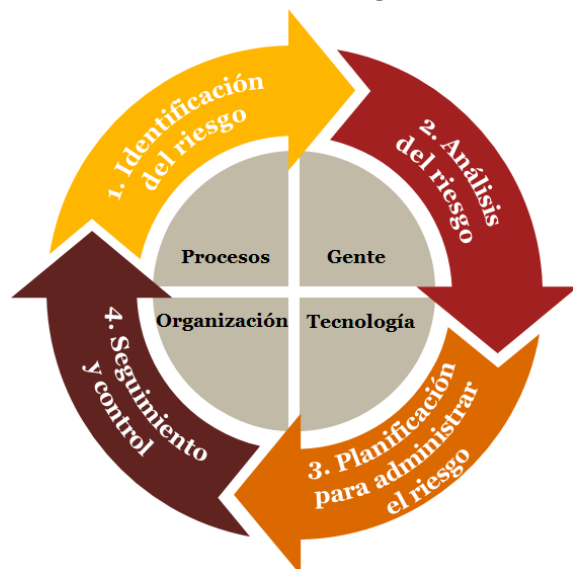 1. Identificación
del riesgo
2. Análisis
del riesgo
Procesos
Gente
Organización
Tecnología
3. Planificación
para administrar
el riesgo
4. Seguimiento
y control